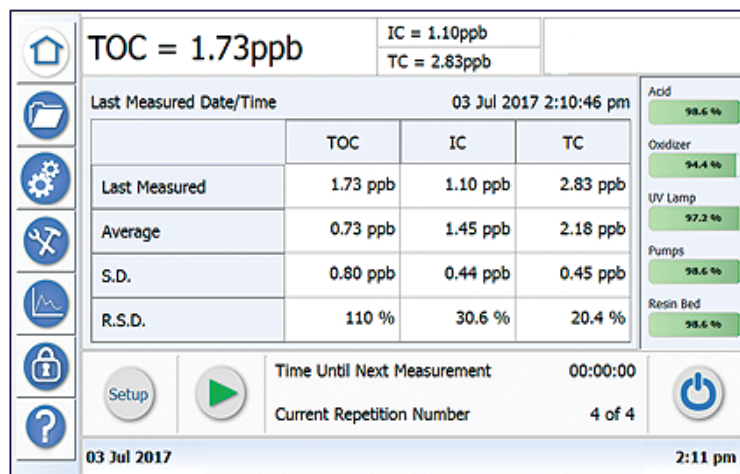 TOC = 1.73ppb
IC = 1.10ppb
TC = 2.83ppb
Last Measured Date/Time 03 Jul 2017 2:10:46 pm
TOC IC TC
Last Measured 1.73 ppb 1.10 ppb 2.83 ppb
Average 0.73 ppb 1.45 ppb 2.18 ppb
S.D. 0.80 ppb 0.44 ppb 0.45 ppb
R.S.D. 110 % 30.6 % 20.4 %
Acid
98.6 %
Oxidizer
94.4 %
UV Lamp
97.2 %
Pumps
98.6 %
Resin Bed
98.6 %
Setup
Time Until Next Measurement 00:00:00
Current Repetition Number 4 of 4
?
03 Jul 2017 2:11 pm